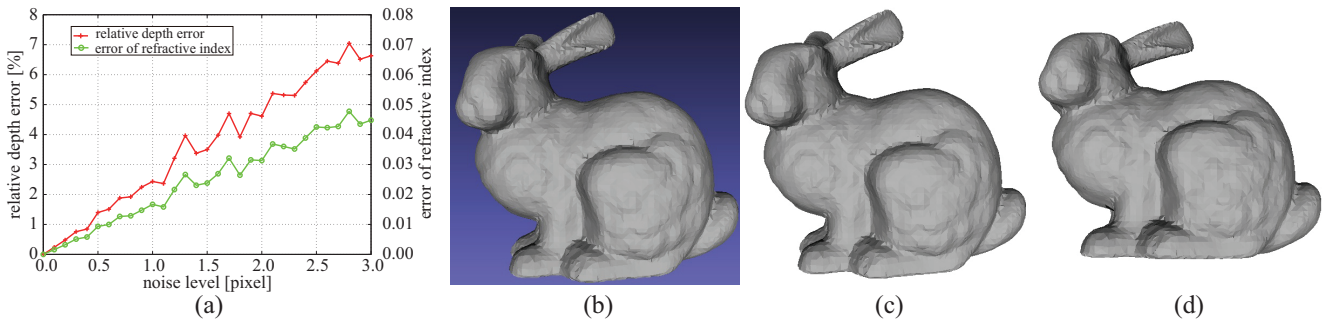 8
7
6
5
4
3
2
1
0
relative depth error [%]
relative depth error
error of refractive index
0.08
0.07
0.06
0.05
0.04
0.03
0.02
0.01
0.00
error of refractive index
0.0 0.5 1.0 1.5 2.0 2.5 3.0
noise level [pixel]
(a)
(b)
(c)
(d)